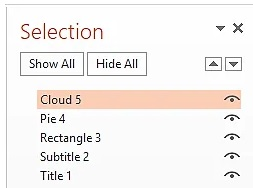 Selection
Show All Hide All
Cloud 5
Pie 4
Rectangle 3
Subtitle 2
Title 1